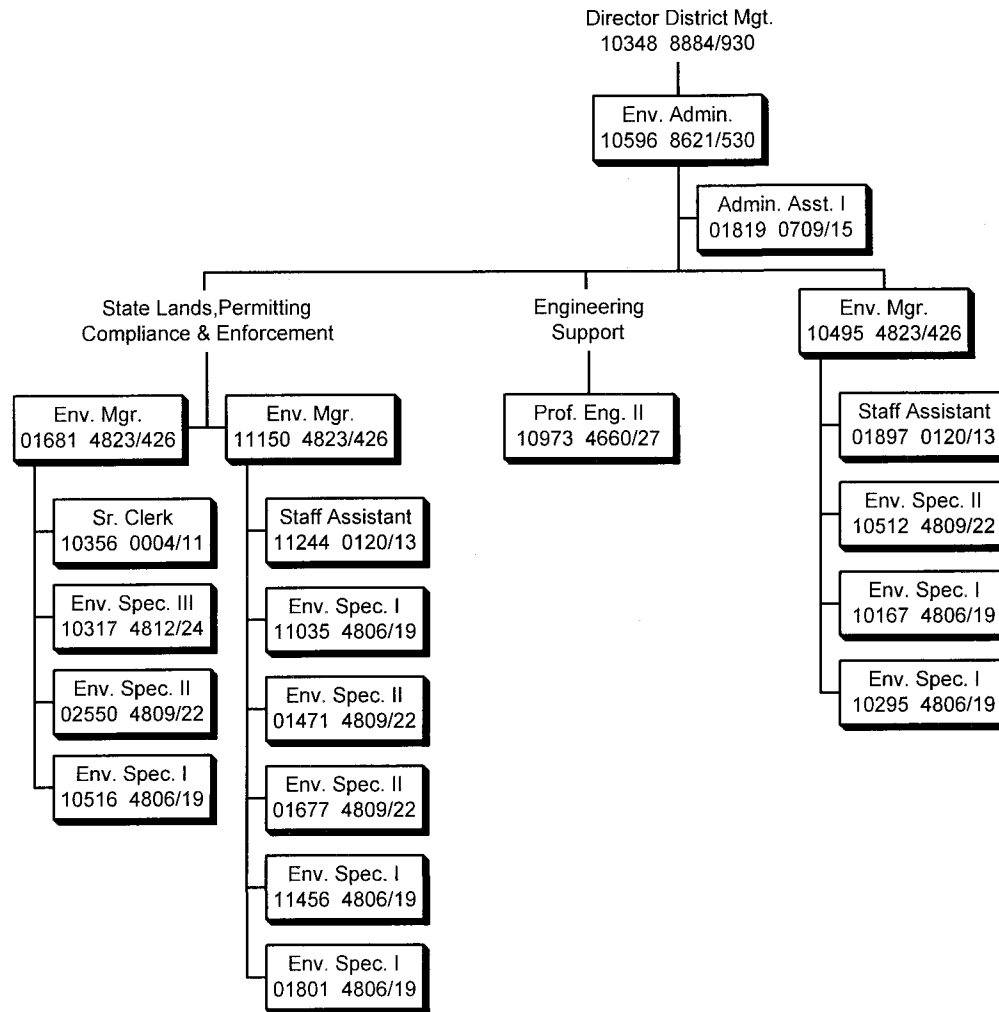 Director District Mgt.
10348 8884/930
Env. Admin.
10596 8621/530
Admin. Asst. I
01819 0709/15
State Lands,Permitting
Compliance & Enforcement
Engineering
Support
Env. Mgr.
10495 4823/426
Env. Mgr.
01681 4823/426
Env. Mgr.
11150 4823/426
Prof. Eng. II
10973 4660/27
Sr. Clerk
10356 0004/11
Env. Spec. III
10317 4812/24
Env. Spec. II
02550 4809/22
Env. Spec. I
10516 4806/19
Staff Assistant
11244 0120/13
Env. Spec. I
11035 4806/19
Env. Spec. II
01471 4809/22
Env. Spec. II
01677 4809/22
Env. Spec. I
11456 4806/19
Env. Spec. I
01801 4806/19
Staff Assistant
01897 0120/13
Env. Spec. II
10512 4809/22
Env. Spec. I
10167 4806/19
Env. Spec. I
10295 4806/19